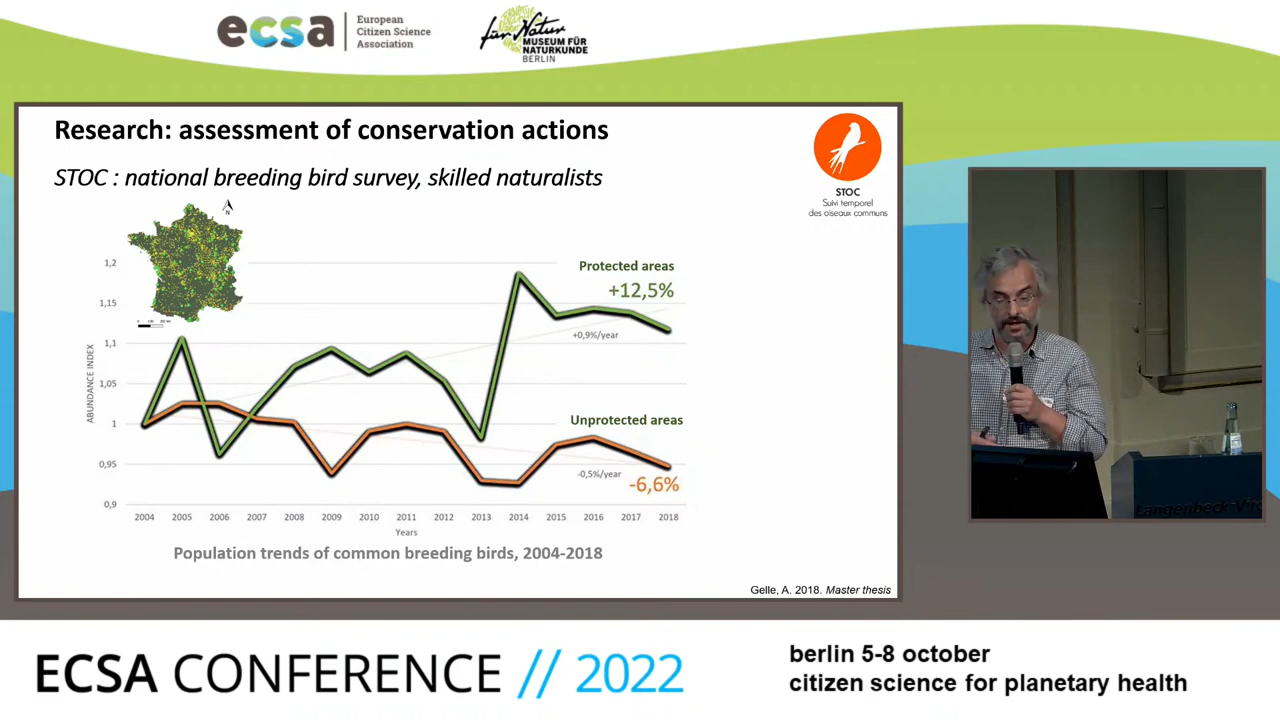 ecsa
European
Citizen Science
Association
für Natur
MUSEUM FÜR
NATURKUNDE
BERLIN
Research: assessment of conservation actions
STOC : national breeding bird survey, skilled naturalists
STOC
Suivi temporel
des oiseaux communs
N
1,2
1,15
1,1
1,05
1
0,95
0,9
ABUNDANCE INDEX
Protected areas
+12,5%
+0,9%/year
Unprotected areas
-0,5%/year
-6,6%
2004 2005 2006 2007 2008 2009 2010 2011 2012 2013 2014 2015 2016 2017 2018
Years
Population trends of common breeding birds, 2004-2018
Gelle, A. 2018. Master thesis
ECSA CONFERENCE // 2022
berlin 5-8 october
citizen science for planetary health